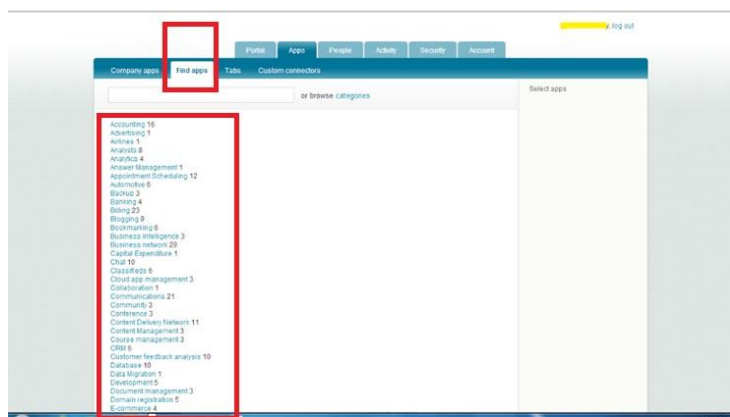 y, log out
Portal Apps People Activity Security Account
Company apps Find apps Tabs Custom connectors
or browse categories
Select apps
Accounting 16
Advertising 1
Airlines 1
Analysts 8
Analytics 4
Answer Management 1
Appointment Scheduling 12
Automotive 6
Backup 3
Banking 4
Billing 23
Blogging 9
Bookmarking 6
Business Intelligence 3
Business network 29
Capital Expenditure 1
Chat 10
Classifieds 6
Cloud app management 3
Collaboration 1
Communications 21
Community 3
Conference 3
Content Delivery Network 11
Content Management 3
Course management 3
CRM 6
Customer feedback analysis 10
Database 10
Data Migration 1
Development 5
Document management 3
Domain registration 5
E-commerce 4